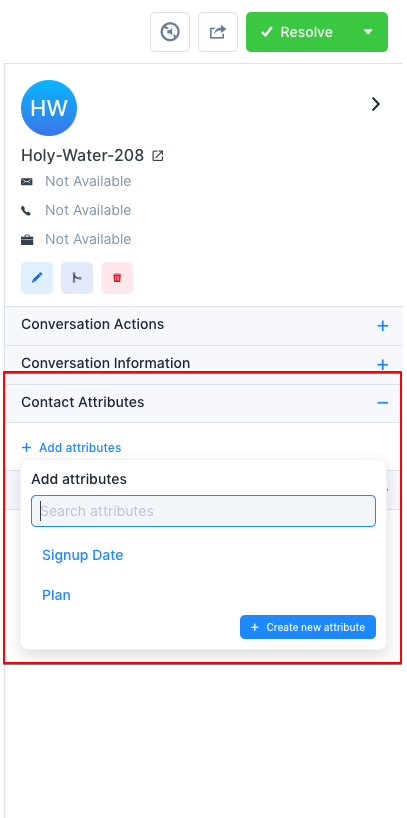 Resolve
HW
Holy-Water-208
Not Available
Not Available
Not Available
Conversation Actions
Conversation Information
Contact Attributes
Add attributes
Add attributes
Search attributes
Signup Date
Plan
+ Create new attribute